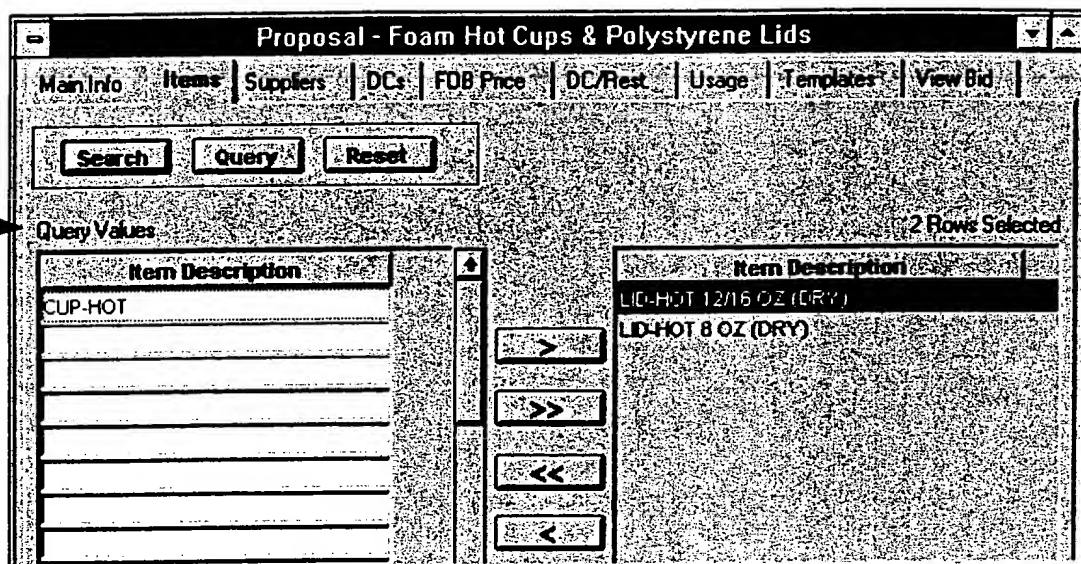 Proposal - Foam Hot Cups & Polystyrene Lids
Main Info Items Suppliers DCs FOB Price DC/Rest Usage Templates View Bid
Search Query Reset
Query Values 2 Rows Selected
Item Description Item Description
CUP-HOT LID-HOT 12/16 OZ (DRY)
LID-HOT 8 OZ (DRY)
>
>>
<<
<